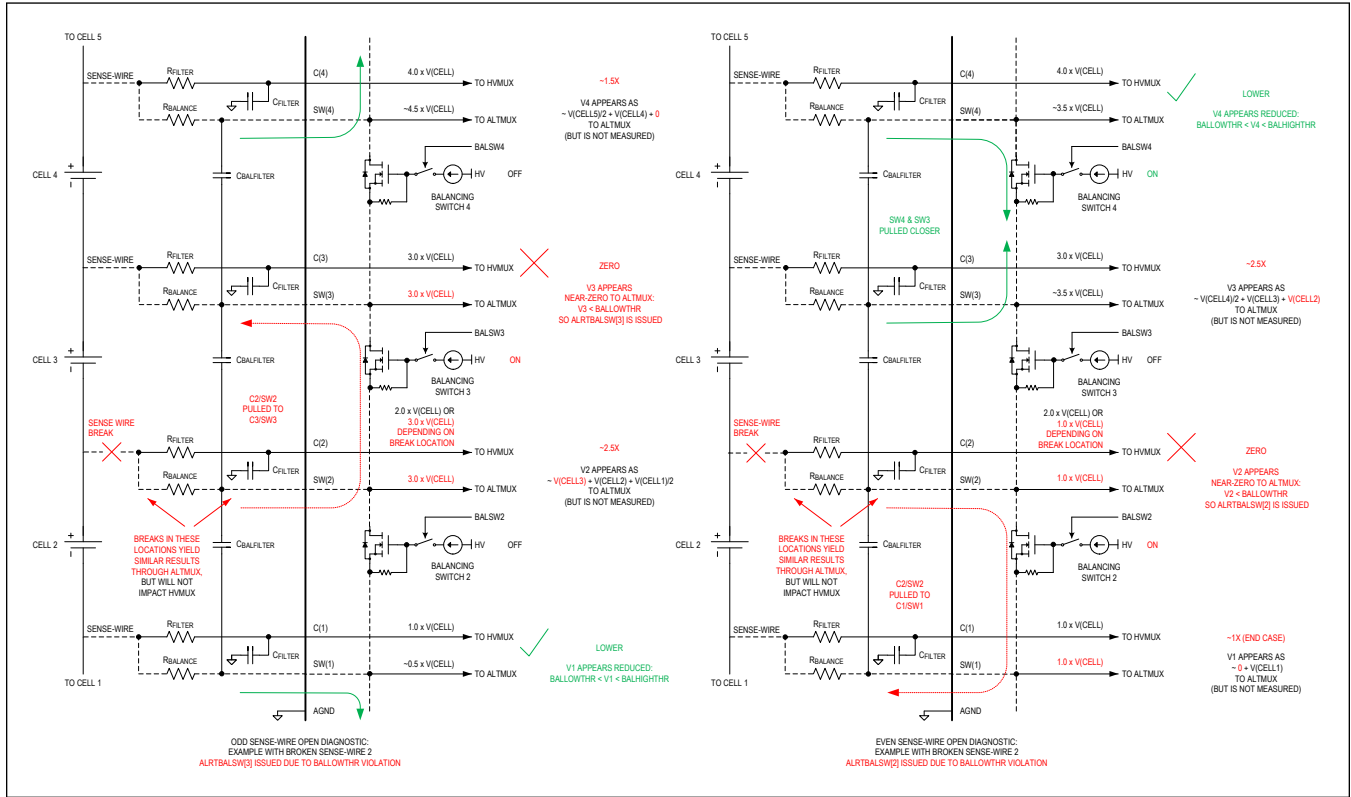 TO CELL 5
SENSE-WIRE
RFILTER
C(4)
4.0 x V(CELL)
TO HVMUX
CFILTER
RBALANCE
SW(4)
~4.5 x V(CELL)
TO ALTMUX
~1.5X
V4 APPEARS AS
~ V(CELL5)/2 + V(CELL4) + 0
TO ALTMUX
(BUT IS NOT MEASURED)
CELL 4
+
-
CBALFILTER
BALSW4
HV
OFF
BALANCING
SWITCH 4
SENSE-WIRE
RFILTER
C(3)
3.0 x V(CELL)
TO HVMUX
CFILTER
RBALANCE
SW(3)
3.0 x V(CELL)
TO ALTMUX
ZERO
V3 APPEARS
NEAR-ZERO TO ALTMUX:
V3 < BALLOWTHR
SO ALRTBALSW[3] IS ISSUED
CELL 3
+
-
CBALFILTER
BALSW3
HV
ON
BALANCING
SWITCH 3
C2/SW2
PULLED TO
C3/SW3
2.0 x V(CELL) OR
3.0 x V(CELL)
DEPENDING ON
BREAK LOCATION
SENSE WIRE
BREAK
RFILTER
C(2)
TO HVMUX
CFILTER
RBALANCE
SW(2)
3.0 x V(CELL)
TO ALTMUX
~2.5X
V2 APPEARS AS
~ V(CELL3) + V(CELL2) + V(CELL1)/2
TO ALTMUX
(BUT IS NOT MEASURED)
BREAKS IN THESE
LOCATIONS YIELD
SIMILAR RESULTS
THROUGH ALTMUX,
BUT WILL NOT
IMPACT HVMUX
CELL 2
+
-
CBALFILTER
BALSW2
HV
OFF
BALANCING
SWITCH 2
SENSE-WIRE
RFILTER
C(1)
1.0 x V(CELL)
TO HVMUX
CFILTER
RBALANCE
SW(1)
~0.5 x V(CELL)
TO ALTMUX
LOWER
V1 APPEARS REDUCED:
BALLOWTHR < V1 < BALHIGHTHR
TO CELL 1
AGND
ODD SENSE-WIRE OPEN DIAGNOSTIC:
EXAMPLE WITH BROKEN SENSE-WIRE 2
ALRTBALSW[3] ISSUED DUE TO BALLOWTHR VIOLATION
TO CELL 5
SENSE-WIRE
RFILTER
C(4)
4.0 x V(CELL)
TO HVMUX
CFILTER
RBALANCE
SW(4)
~3.5 x V(CELL)
TO ALTMUX
LOWER
V4 APPEARS REDUCED:
BALLOWTHR < V4 < BALHIGHTHR
CELL 4
+
-
CBALFILTER
BALSW4
HV
ON
BALANCING
SWITCH 4
SW4 & SW3
PULLED CLOSER
SENSE-WIRE
RFILTER
C(3)
3.0 x V(CELL)
TO HVMUX
CFILTER
RBALANCE
SW(3)
~3.5 x V(CELL)
TO ALTMUX
~2.5X
V3 APPEARS AS
~ V(CELL4)/2 + V(CELL3) + V(CELL2)
TO ALTMUX
(BUT IS NOT MEASURED)
CELL 3
+
-
CBALFILTER
BALSW3
HV
OFF
BALANCING
SWITCH 3
2.0 x V(CELL) OR
1.0 x V(CELL)
DEPENDING ON
BREAK LOCATION
SENSE-WIRE
BREAK
RFILTER
C(2)
TO HVMUX
CFILTER
RBALANCE
SW(2)
1.0 x V(CELL)
TO ALTMUX
ZERO
V2 APPEARS
NEAR-ZERO TO ALTMUX:
V2 < BALLOWTHR
SO ALRTBALSW[2] IS ISSUED
BREAKS IN THESE
LOCATIONS YIELD
SIMILAR RESULTS
THROUGH ALTMUX,
BUT WILL NOT
IMPACT HVMUX
CELL 2
+
-
CBALFILTER
BALSW2
HV
ON
BALANCING
SWITCH 2
C2/SW2
PULLED TO
C1/SW1
SENSE-WIRE
RFILTER
C(1)
1.0 x V(CELL)
TO HVMUX
CFILTER
RBALANCE
SW(1)
1.0 x V(CELL)
TO ALTMUX
~1X (END CASE)
V1 APPEARS AS
~ 0 + V(CELL1)
TO ALTMUX
(BUT IS NOT MEASURED)
TO CELL 1
AGND
EVEN SENSE-WIRE OPEN DIAGNOSTIC:
EXAMPLE WITH BROKEN SENSE-WIRE 2
ALRTBALSW[2] ISSUED DUE TO BALLOWTHR VIOLATION